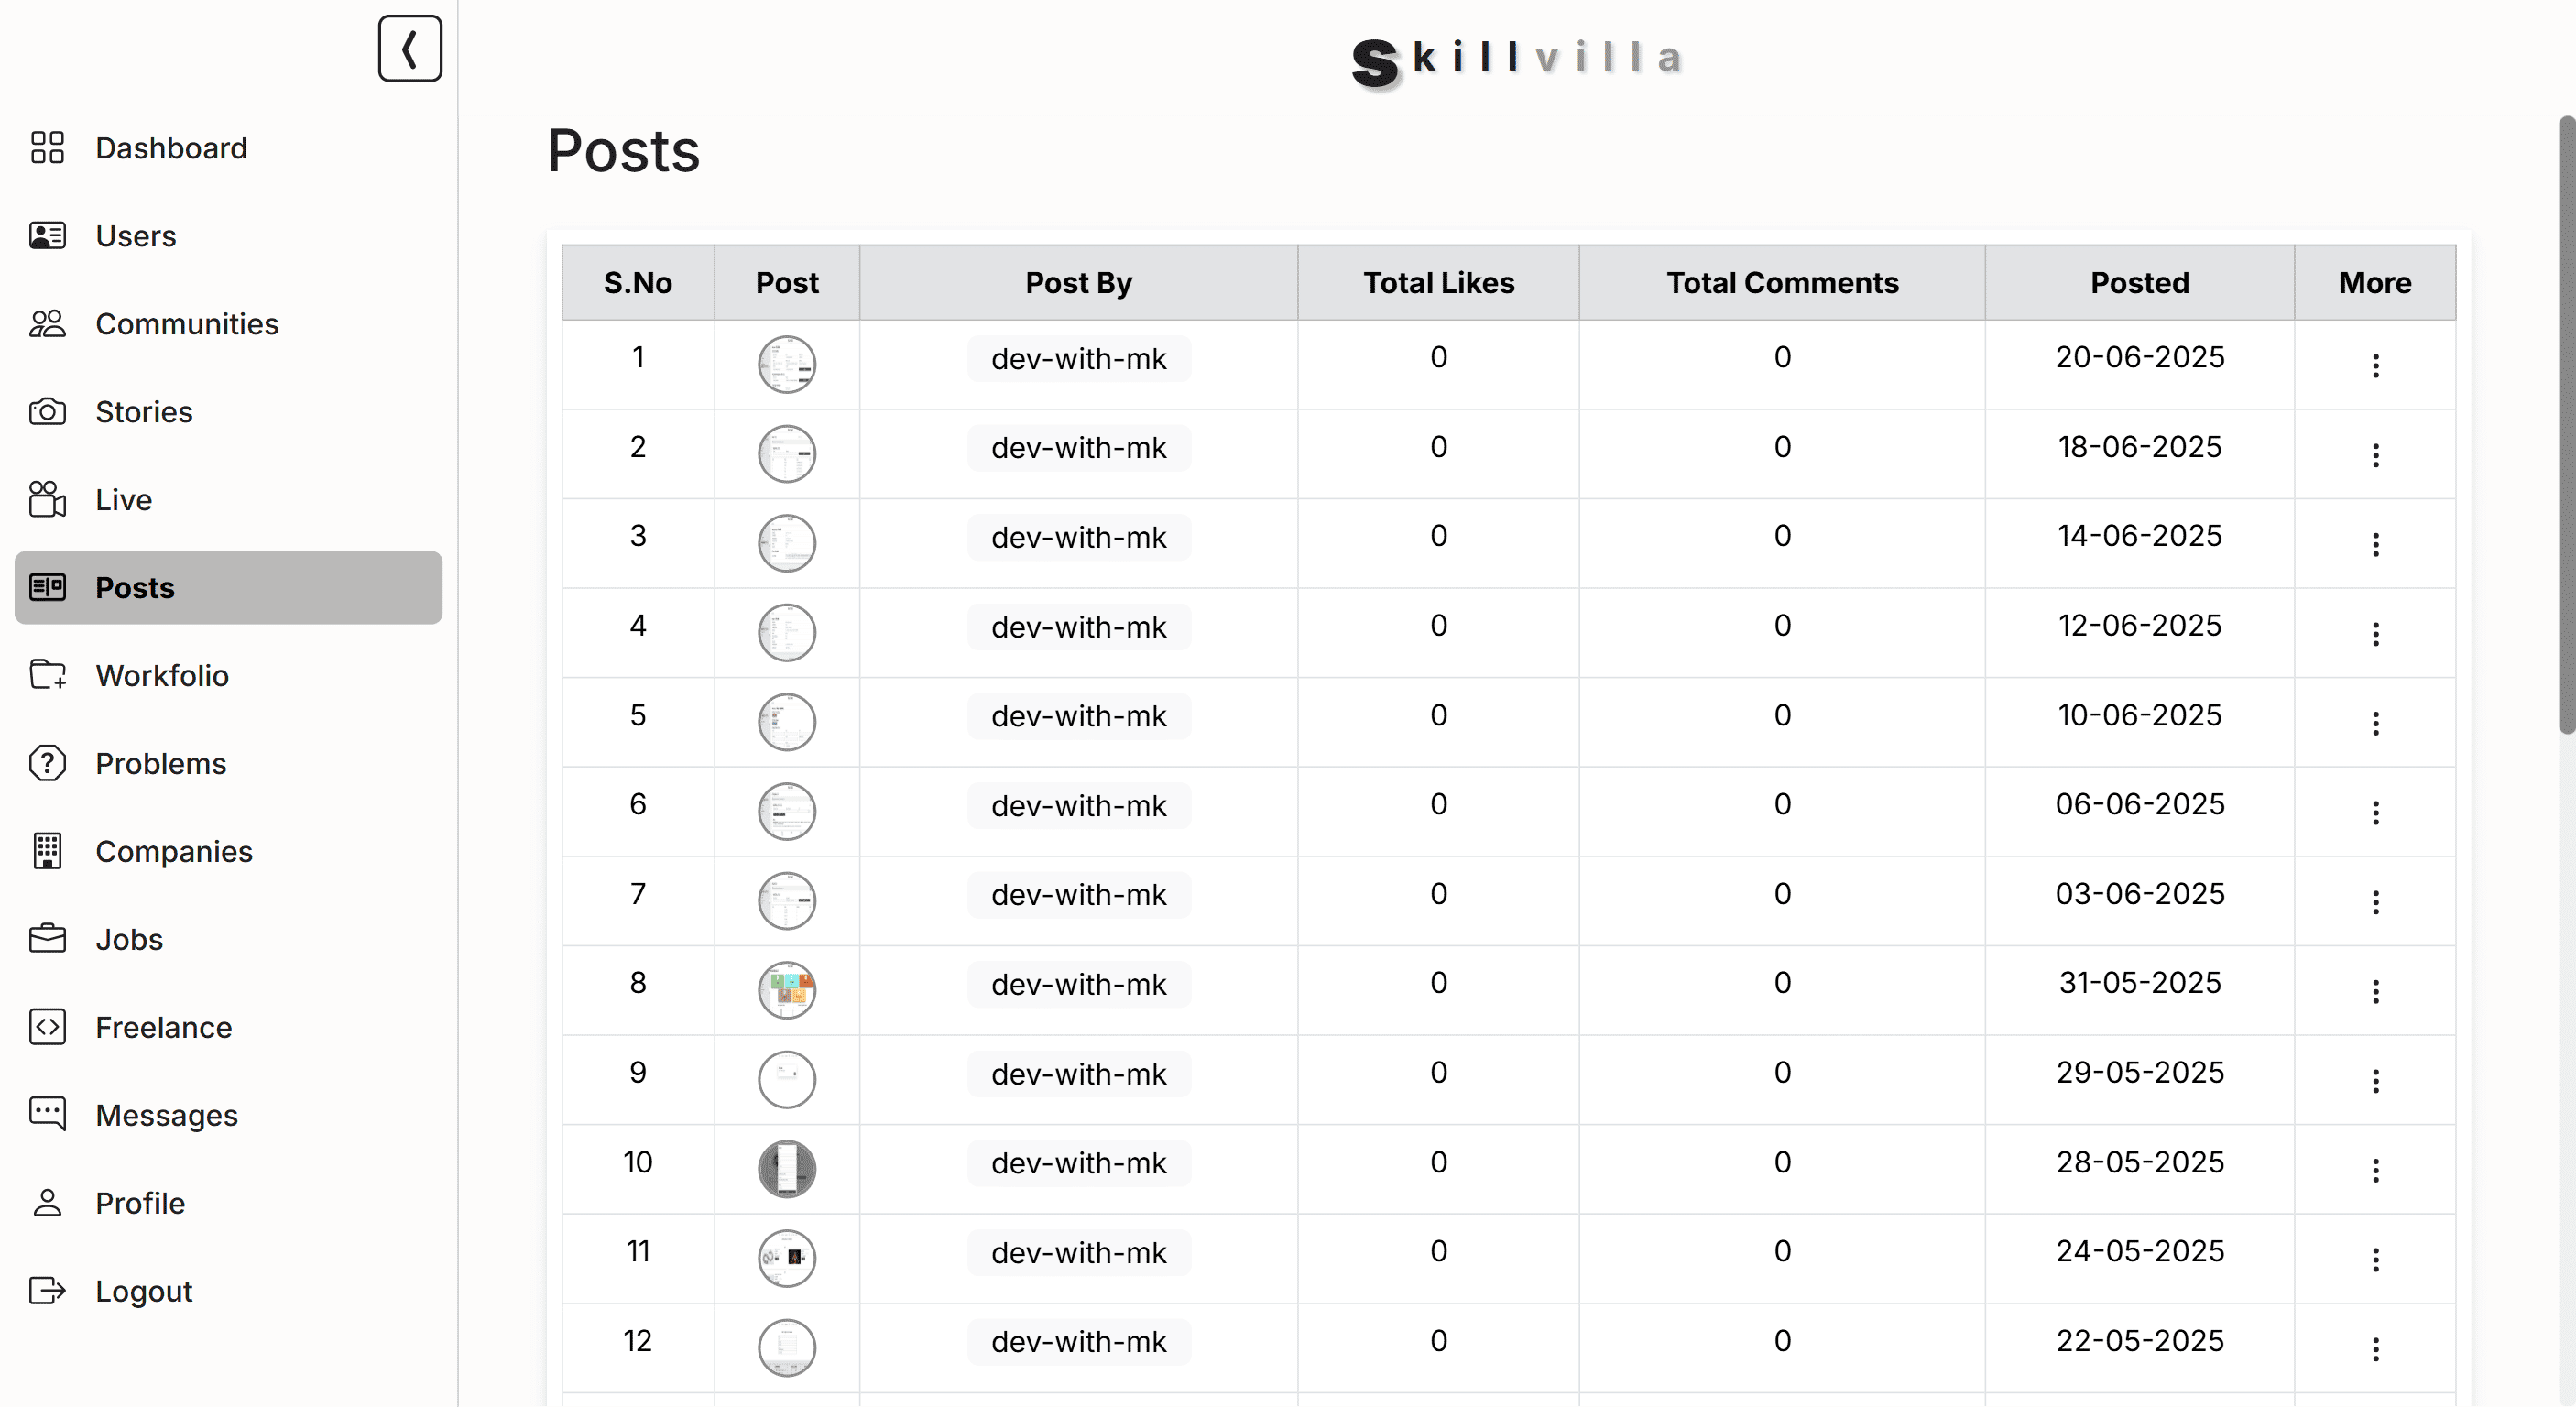 Skillvilla
Dashboard
Users
Communities
Stories
Live
Posts
Workfolio
Problems
Companies
Jobs
Freelance
Messages
Profile
Logout
Posts
S.No Post Post By Total Likes Total Comments Posted More
1 dev-with-mk 0 0 20-06-2025
2 dev-with-mk 0 0 18-06-2025
3 dev-with-mk 0 0 14-06-2025
4 dev-with-mk 0 0 12-06-2025
5 dev-with-mk 0 0 10-06-2025
6 dev-with-mk 0 0 06-06-2025
7 dev-with-mk 0 0 03-06-2025
8 dev-with-mk 0 0 31-05-2025
9 dev-with-mk 0 0 29-05-2025
10 dev-with-mk 0 0 28-05-2025
11 dev-with-mk 0 0 24-05-2025
12 dev-with-mk 0 0 22-05-2025